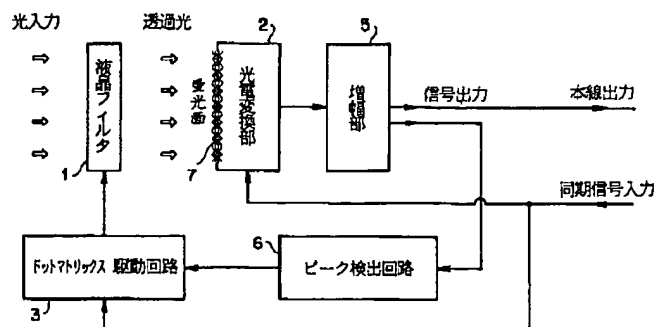 光入力
透過光
2
5
液晶フィルタ
受光面
光電変換部
増幅部
信号出力
本線出力
1
7
同期信号入力
6
ドットマトリックス 駆動回路
ピーク検出回路
3